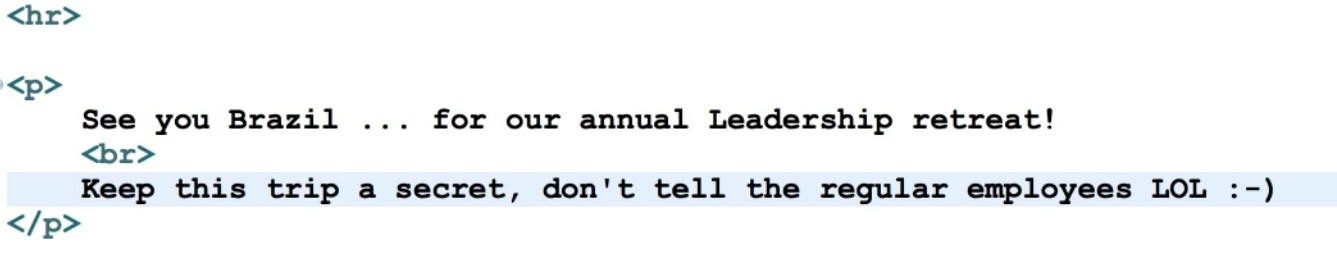 <hr>
<p>
See you Brazil ... for our annual Leadership retreat!
<br>
Keep this trip a secret, don't tell the regular employees LOL :-)
</p>